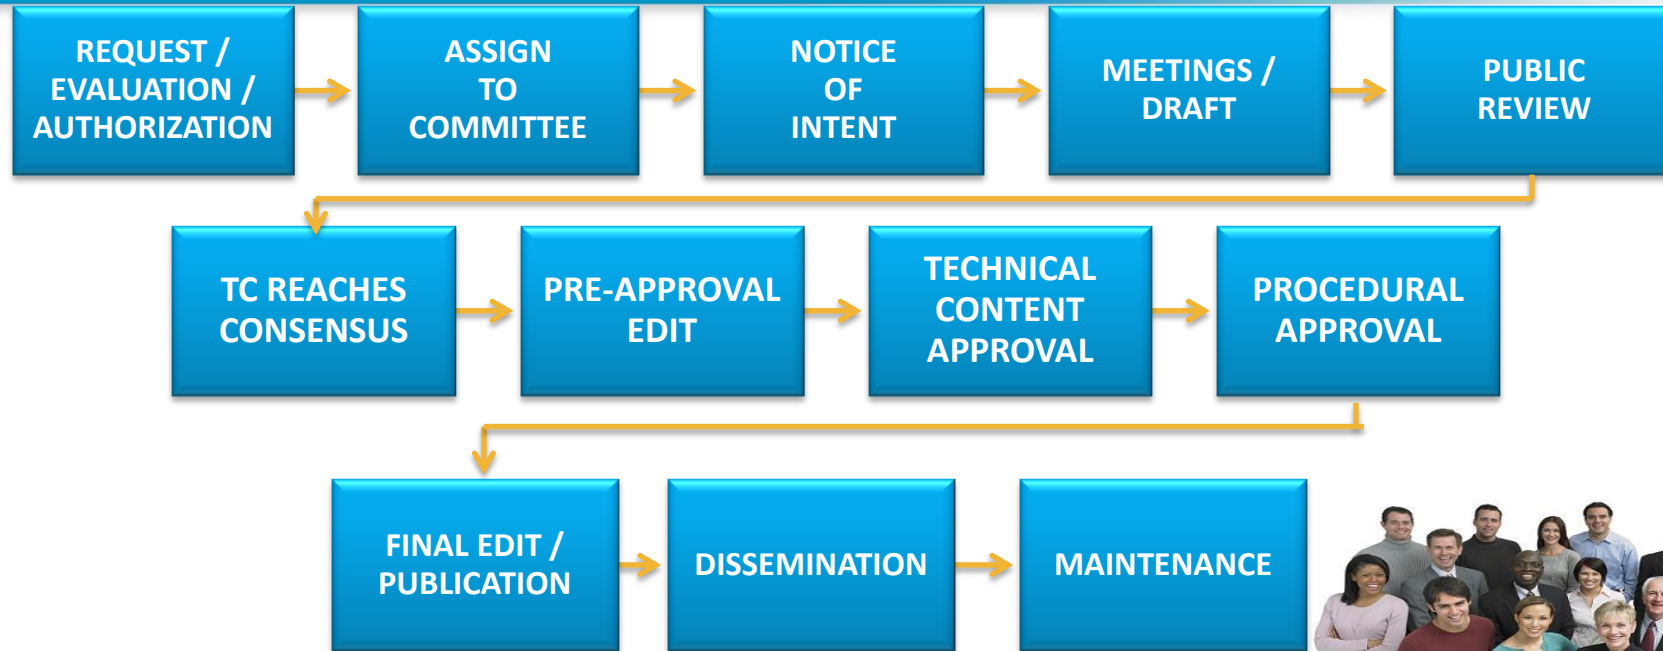 REQUEST /
EVALUATION /
AUTHORIZATION
ASSIGN
TO
COMMITTEE
NOTICE
OF
INTENT
MEETINGS /
DRAFT
PUBLIC
REVIEW
TC REACHES
CONSENSUS
PRE-APPROVAL
EDIT
TECHNICAL
CONTENT
APPROVAL
PROCEDURAL
APPROVAL
FINAL EDIT /
PUBLICATION
DISSEMINATION
MAINTENANCE